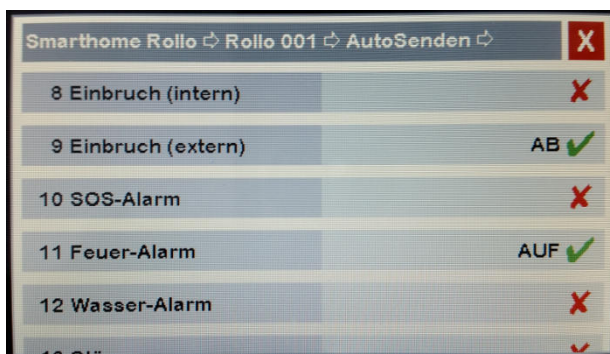 Smarthome Rollo ⇨ Rollo 001 ⇨ AutoSenden ⇨ X
8 Einbruch (intern) ✘
9 Einbruch (extern) AB ✔
10 SOS-Alarm ✘
11 Feuer-Alarm AUF ✔
12 Wasser-Alarm ✘